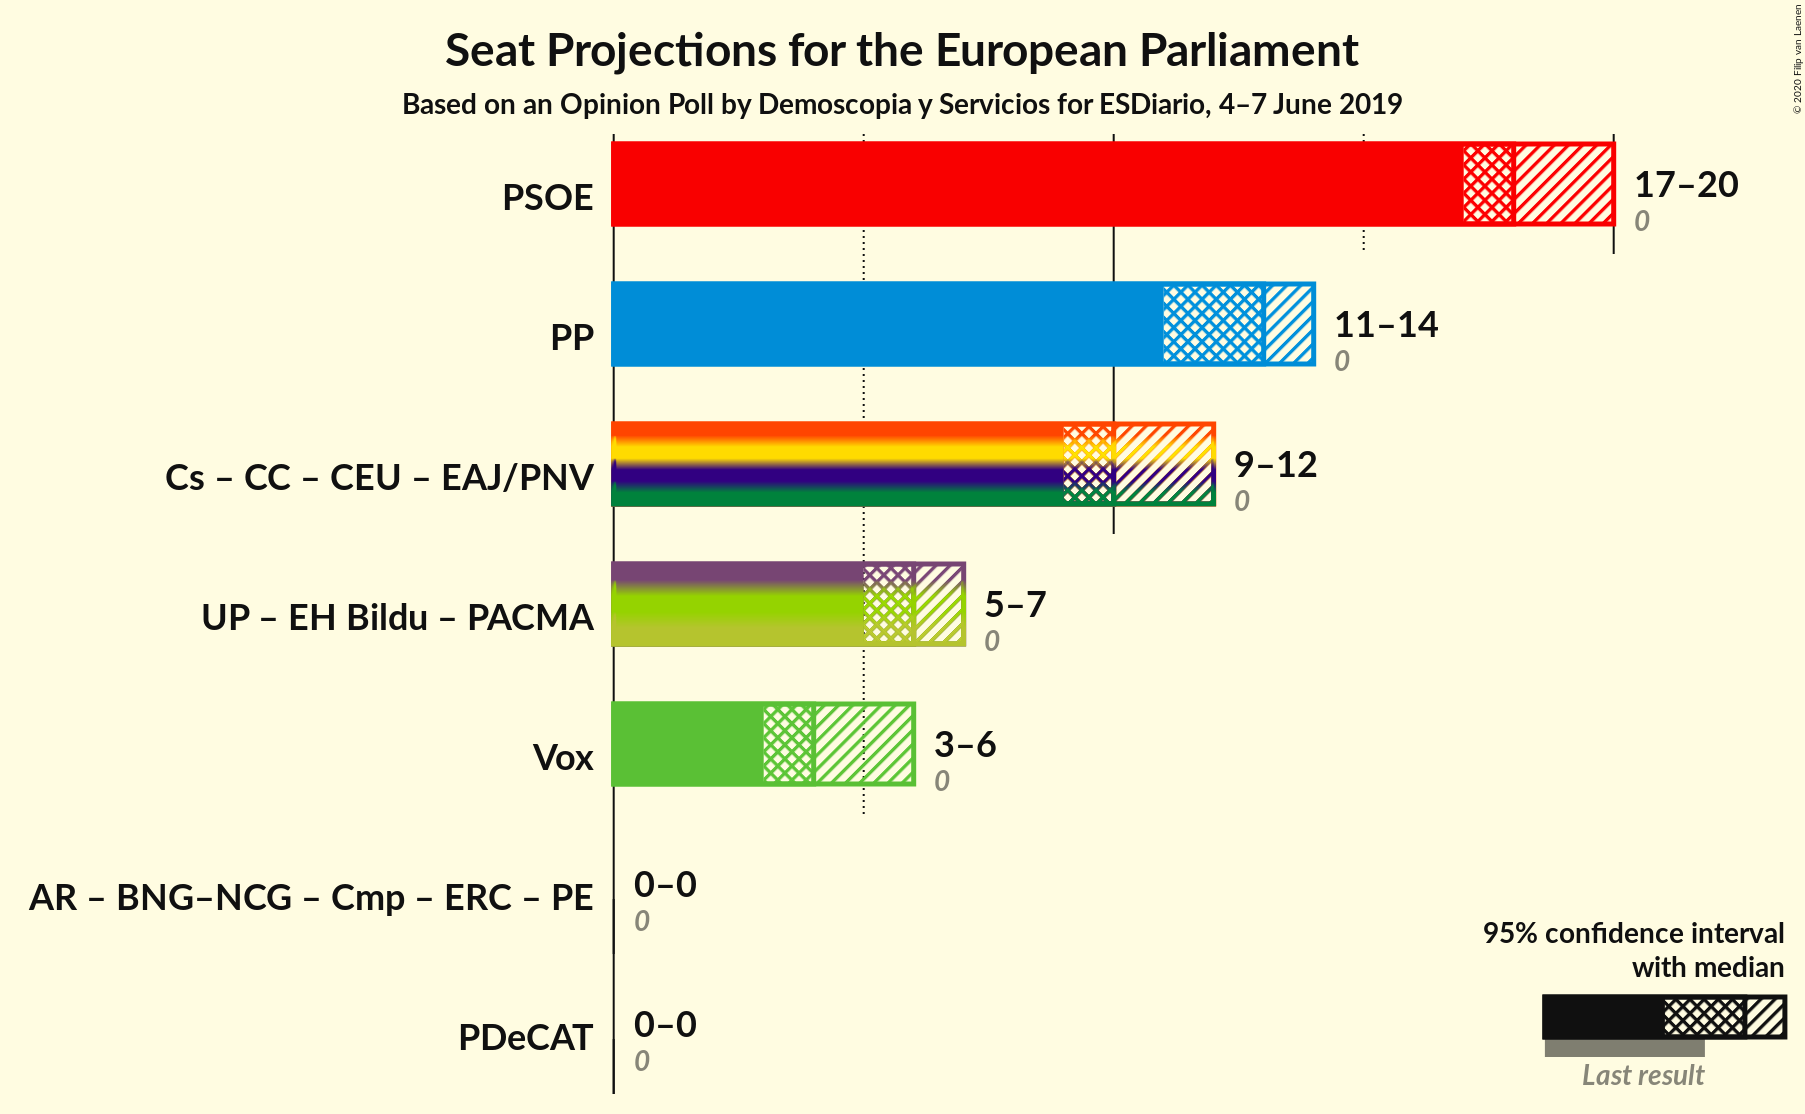 Seat Projections for the European Parliament
Based on an Opinion Poll by Demoscopia y Servicios for ESDiario, 4–7 June 2019
© 2020 Filip van Laenen
PSOE
17–20
0
PP
11–14
0
Cs – CC – CEU – EAJ/PNV
9–12
0
UP – EH Bildu – PACMA
5–7
0
Vox
3–6
0
AR – BNG–NCG – Cmp – ERC – PE
0–0
0
PDeCAT
0–0
0
95% confidence interval
with median
Last result